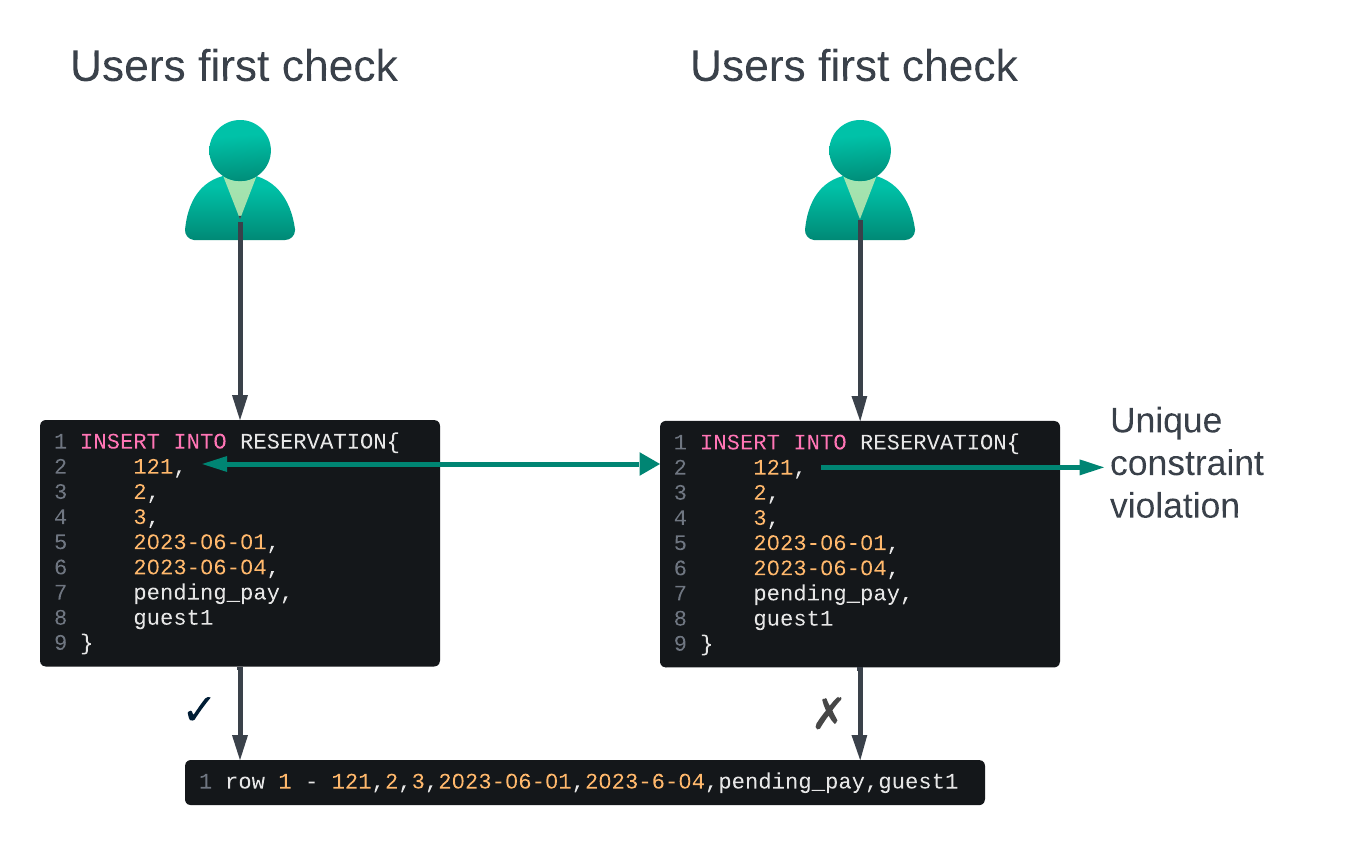 Users first check
Users first check
1 INSERT INTO RESERVATION{
2 121,
3 2,
4 3,
5 2023-06-01,
6 2023-06-04,
7 pending_pay,
8 guest1
9 }
1 INSERT INTO RESERVATION{
2 121,
3 2,
4 3,
5 2023-06-01,
6 2023-06-04,
7 pending_pay,
8 guest1
9 }
Unique
constraint
violation
✓
✗
1 row 1 - 121,2,3,2023-06-01,2023-6-04,pending_pay,guest1